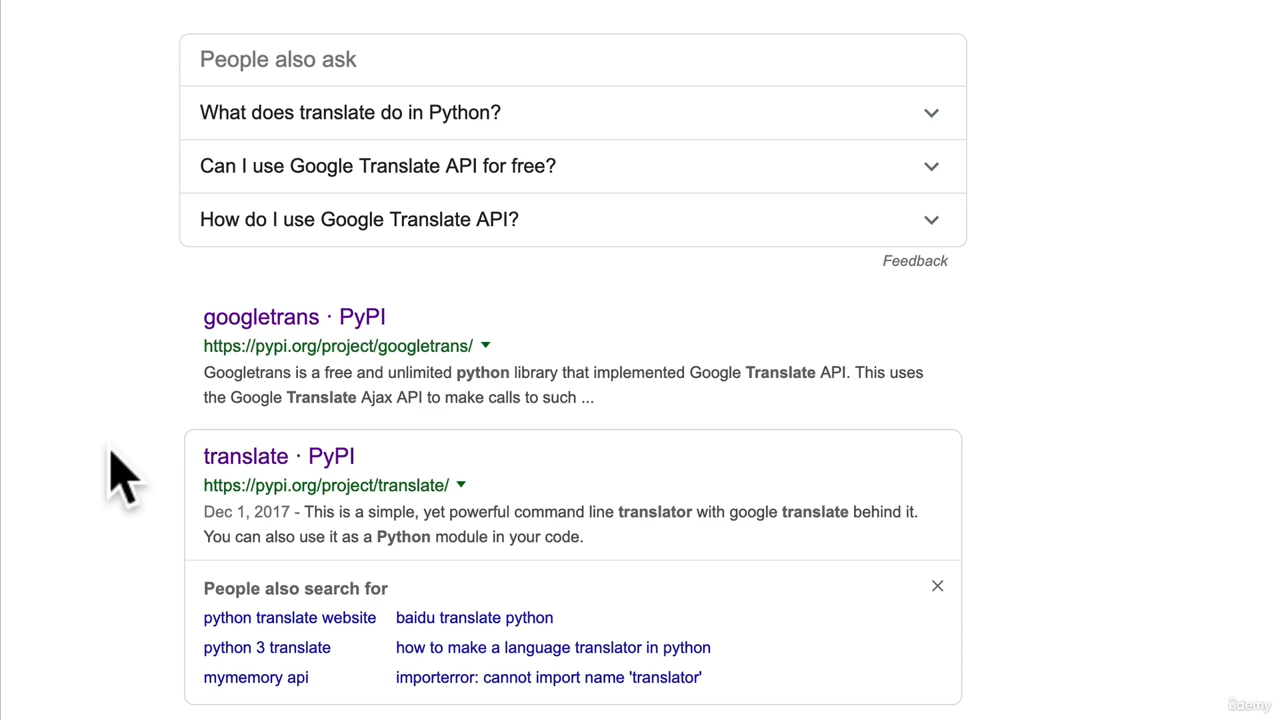 People also ask
What does translate do in Python?
Can I use Google Translate API for free?
How do I use Google Translate API?
Feedback
googletrans · PyPI
https://pypi.org/project/googletrans/
Googletrans is a free and unlimited python library that implemented Google Translate API. This uses
the Google Translate Ajax API to make calls to such ...
translate · PyPI
https://pypi.org/project/translate/
Dec 1, 2017 - This is a simple, yet powerful command line translator with google translate behind it.
You can also use it as a Python module in your code.
People also search for
python translate website baidu translate python
python 3 translate how to make a language translator in python
mymemory api importerror: cannot import name 'translator'
ûdemy